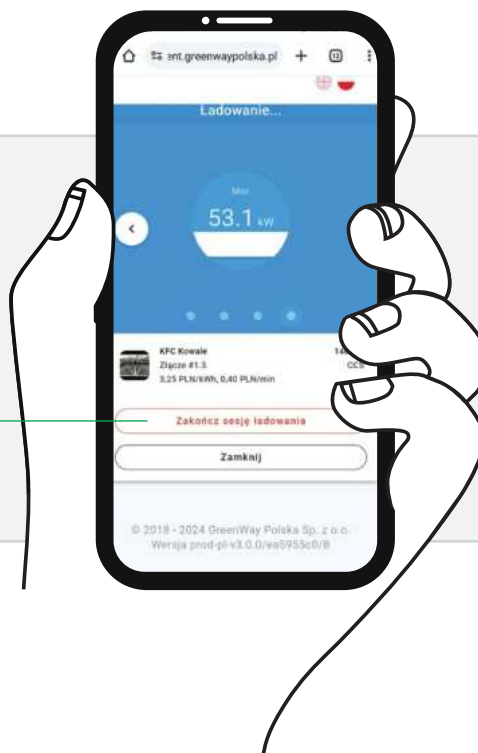 ent.greenwaypolska.pl
12
Ładowanie...
Moc
53.1 kW
KFC Kowale
Złącze #1.3
CCS
3,25 PLN/kWh, 0,40 PLN/min
Zakończ sesję ładowania
Zamknij
© 2018 - 2024 GreenWay Polska Sp. z o.o.
Wersja prod-pl-v3.0.0/ea5955c0/8